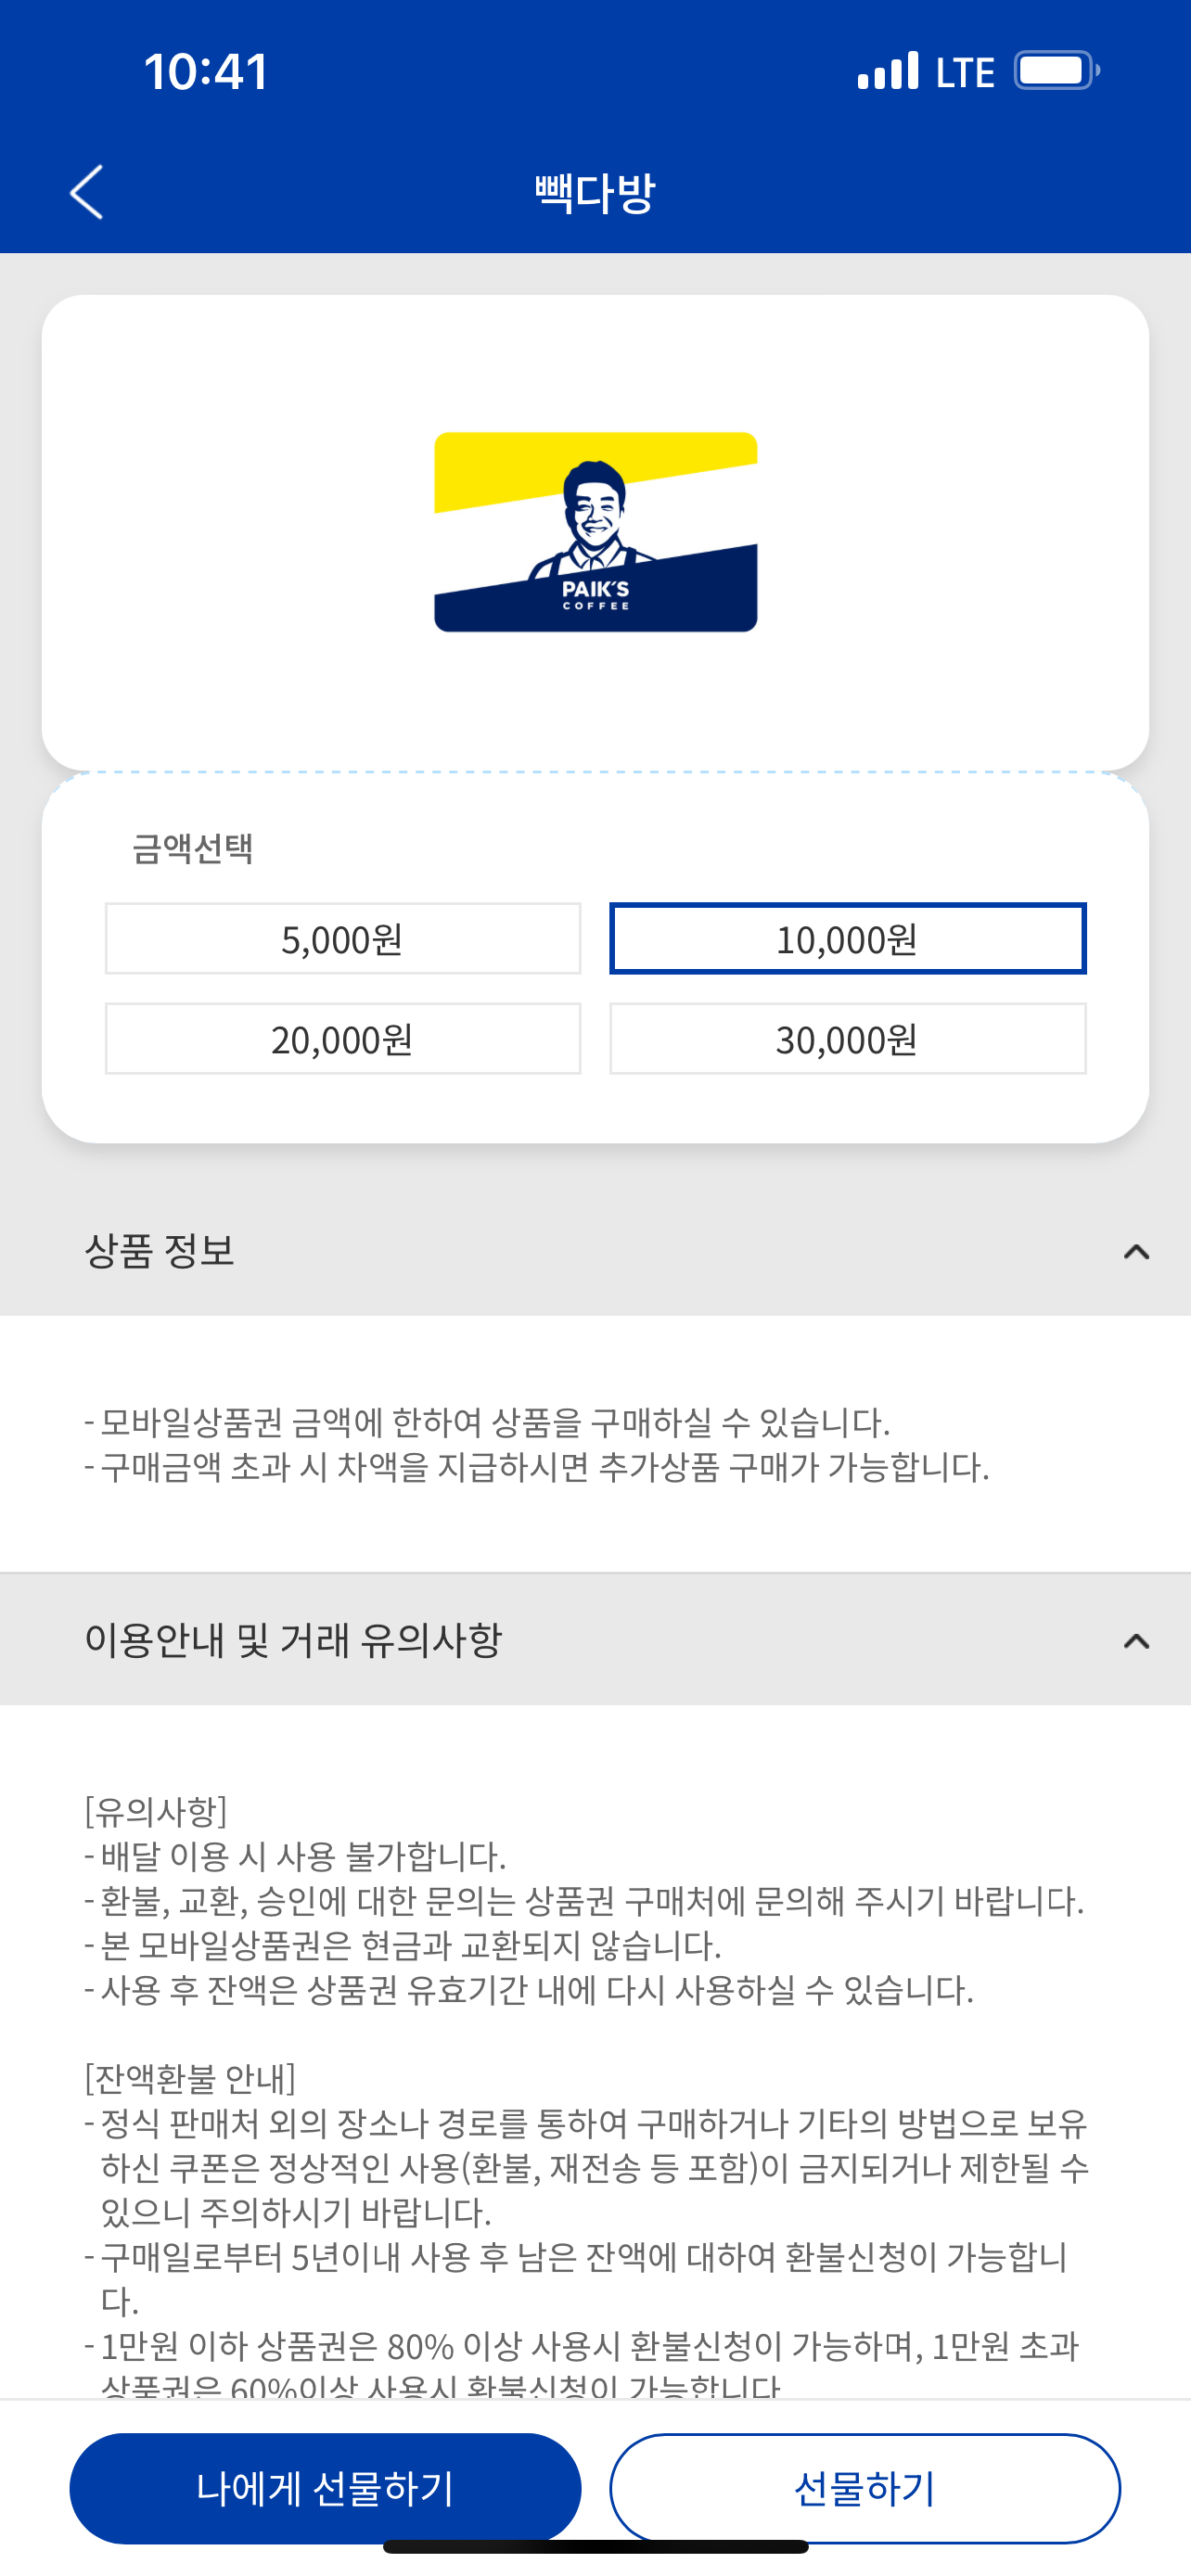 10:41
LTE
빽다방
PAIK'S
COFFEE
금액선택
5,000원
10,000원
20,000원
30,000원
상품 정보
- 모바일상품권 금액에 한하여 상품을 구매하실 수 있습니다.
- 구매금액 초과 시 차액을 지급하시면 추가상품 구매가 가능합니다.
이용안내 및 거래 유의사항
[유의사항]
- 배달 이용 시 사용 불가합니다.
- 환불, 교환, 승인에 대한 문의는 상품권 구매처에 문의해 주시기 바랍니다.
- 본 모바일상품권은 현금과 교환되지 않습니다.
- 사용 후 잔액은 상품권 유효기간 내에 다시 사용하실 수 있습니다.
[잔액환불 안내]
- 정식 판매처 외의 장소나 경로를 통하여 구매하거나 기타의 방법으로 보유
하신 쿠폰은 정상적인 사용(환불, 재전송 등 포함)이 금지되거나 제한될 수
있으니 주의하시기 바랍니다.
- 구매일로부터 5년이내 사용 후 남은 잔액에 대하여 환불신청이 가능합니
다.
- 1만원 이하 상품권은 80% 이상 사용시 환불신청이 가능하며, 1만원 초과
상품권은 60%이상 사용시 환불신청이 가능합니다
나에게 선물하기
선물하기